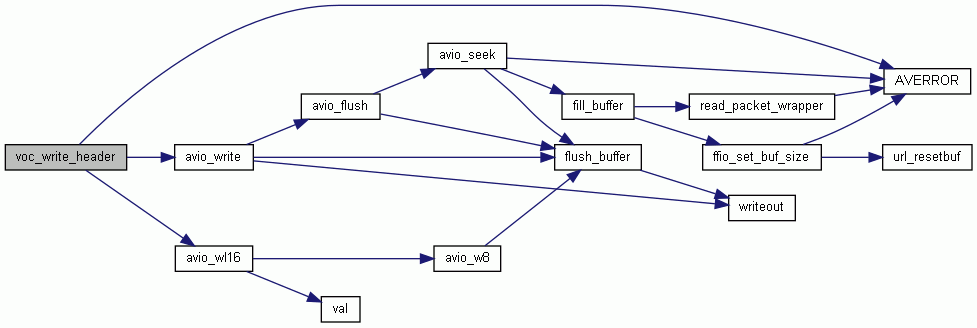 avio_seek
AVERROR
avio_flush
fill_buffer
read_packet_wrapper
voc_write_header
avio_write
flush_buffer
ffio_set_buf_size
url_resetbuf
writeout
avio_wl16
avio_w8
val